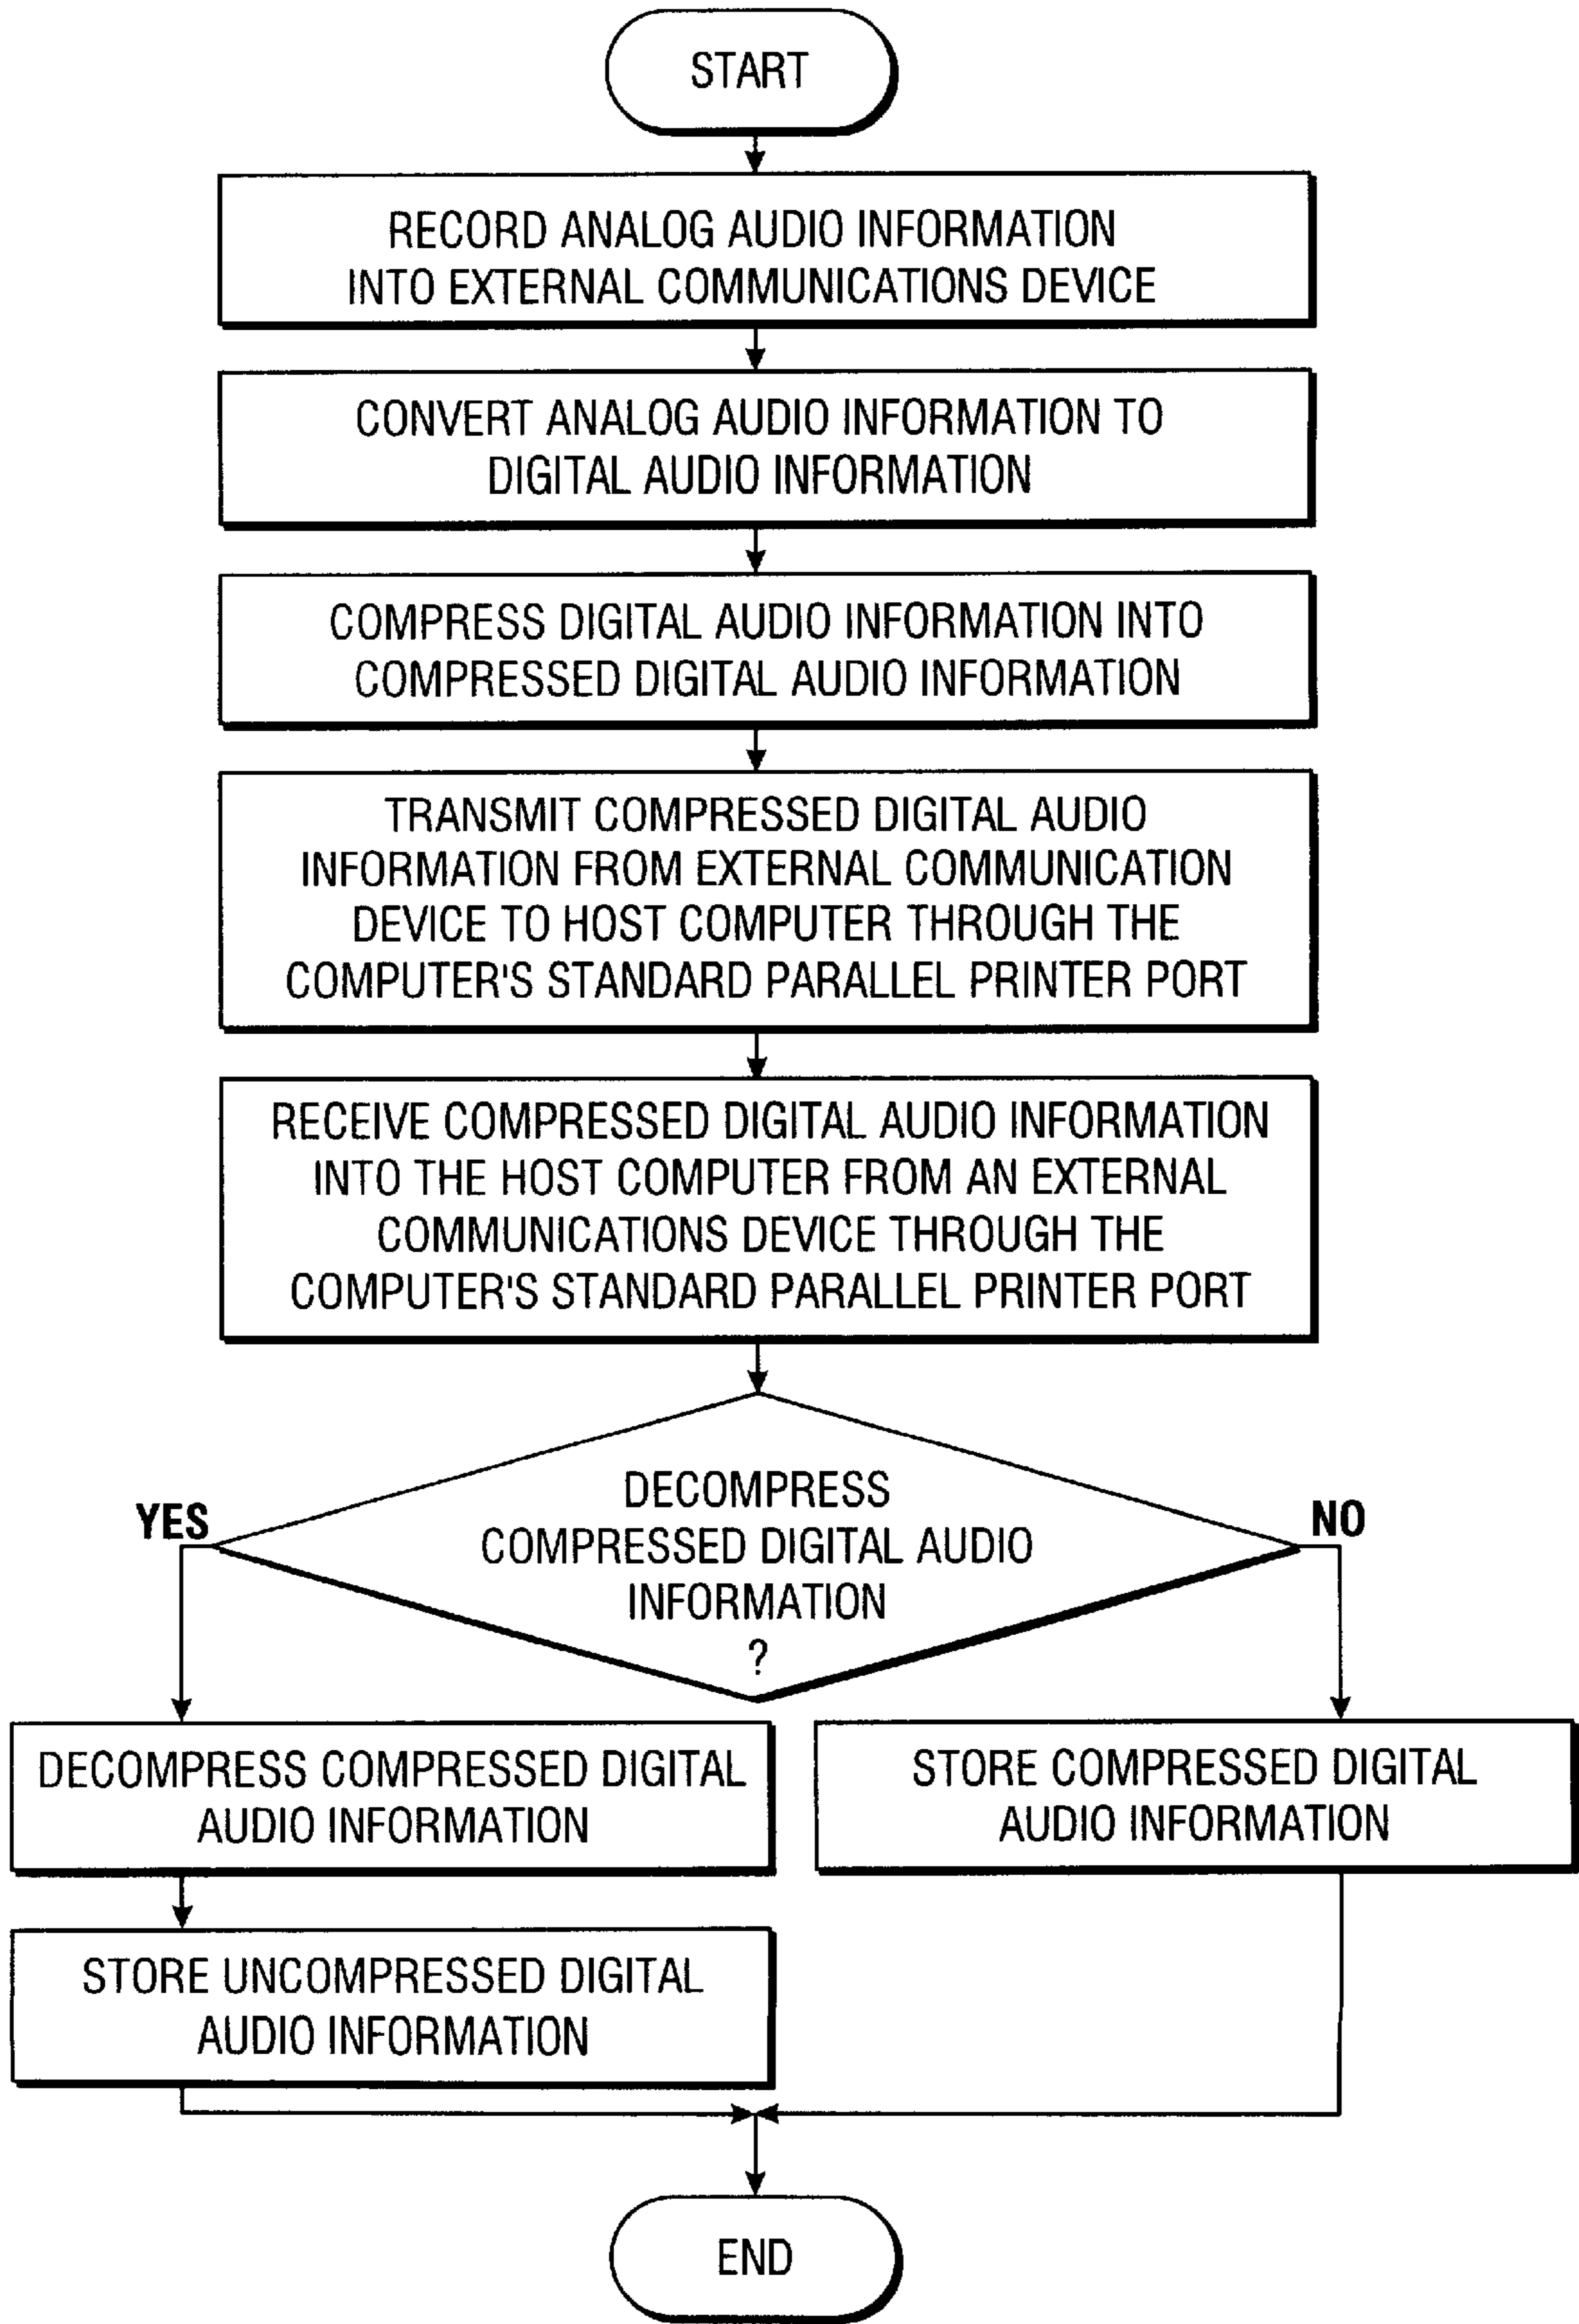 START
RECORD ANALOG AUDIO INFORMATION
INTO EXTERNAL COMMUNICATIONS DEVICE
CONVERT ANALOG AUDIO INFORMATION TO
DIGITAL AUDIO INFORMATION
COMPRESS DIGITAL AUDIO INFORMATION INTO
COMPRESSED DIGITAL AUDIO INFORMATION
TRANSMIT COMPRESSED DIGITAL AUDIO
INFORMATION FROM EXTERNAL COMMUNICATION
DEVICE TO HOST COMPUTER THROUGH THE
COMPUTER'S STANDARD PARALLEL PRINTER PORT
RECEIVE COMPRESSED DIGITAL AUDIO INFORMATION
INTO THE HOST COMPUTER FROM AN EXTERNAL
COMMUNICATIONS DEVICE THROUGH THE
COMPUTER'S STANDARD PARALLEL PRINTER PORT
DECOMPRESS
COMPRESSED DIGITAL AUDIO
INFORMATION
?
YES
NO
DECOMPRESS COMPRESSED DIGITAL
AUDIO INFORMATION
STORE COMPRESSED DIGITAL
AUDIO INFORMATION
STORE UNCOMPRESSED DIGITAL
AUDIO INFORMATION
END